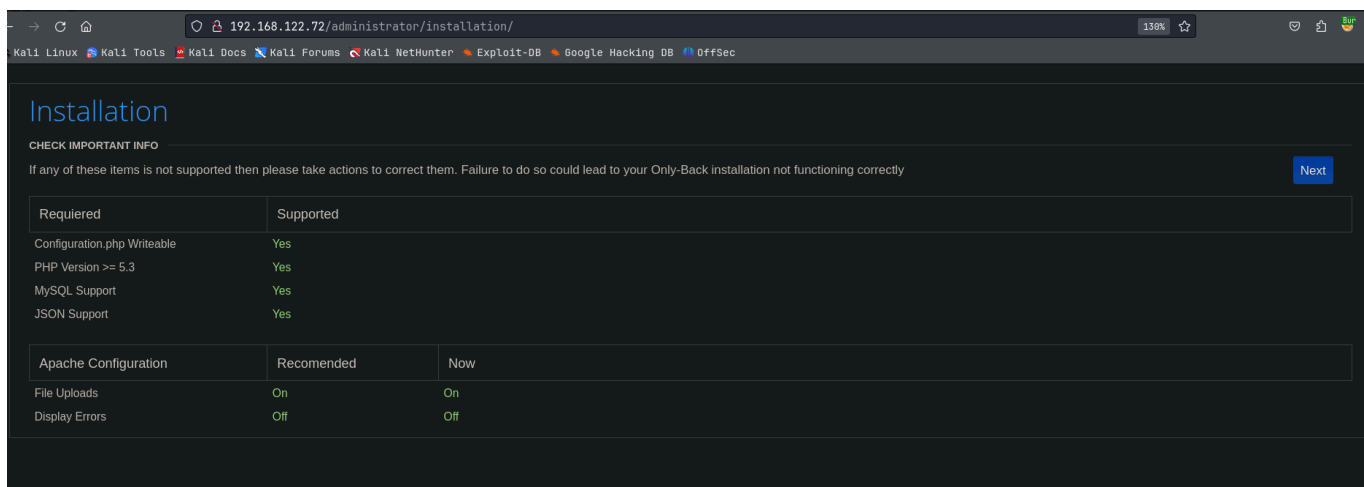 192.168.122.72/administrator/installation/
130%
Bur
Kali Linux Kali Tools Kali Docs Kali Forums Kali NetHunter Exploit-DB Google Hacking DB OffSec
Installation
CHECK IMPORTANT INFO
If any of these items is not supported then please take actions to correct them. Failure to do so could lead to your Only-Back installation not functioning correctly
Next
Requiered Supported
Configuration.php Writeable Yes
PHP Version >= 5.3 Yes
MySQL Support Yes
JSON Support Yes
Apache Configuration Recomended Now
File Uploads On On
Display Errors Off Off